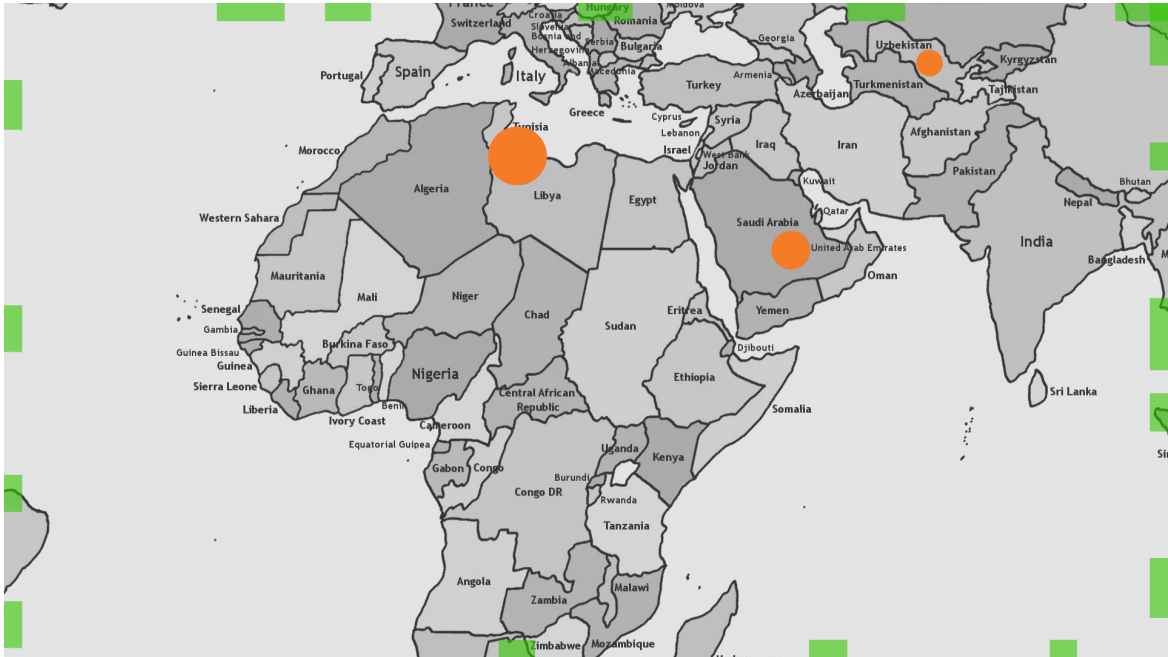 France
Hungary
Moldova
Croatia
Switzerland
Romania
Slovenia
Bosnia and
Herzegovina
Serbia
Georgia
Uzbekistan
Bulgaria
Albania
Kyrgyzstan
Macedonia
Portugal
Spain
Italy
Armenia
Turkey
Azerbaijan
Turkmenistan
Tajikistan
Greece
Cyprus
Syria
Tunisia
Lebanon
Afghanistan
Morocco
Israel
Iraq
Iran
West Bank
Jordan
Pakistan
Algeria
Kuwait
Bhutan
Libya
Egypt
Nepal
Western Sahara
Qatar
Saudi Arabia
India
United Arab Emirates
Bangladesh
M
Mauritania
Oman
Mali
Niger
Senegal
Eritrea
Yemen
Gambia
Chad
Sudan
Burkina Faso
Djibouti
Guinea Bissau
Guinea
Nigeria
Ethiopia
Sierra Leone
Ghana
Togo
Central African
Republic
Sri Lanka
Liberia
Benin
Somalia
Ivory Coast
Cameroon
Equatorial Guinea
Uganda
Sin
Kenya
Gabon
Congo
Burundi
Congo DR
Rwanda
Tanzania
Angola
Malawi
Zambia
Zimbabwe
Mozambique